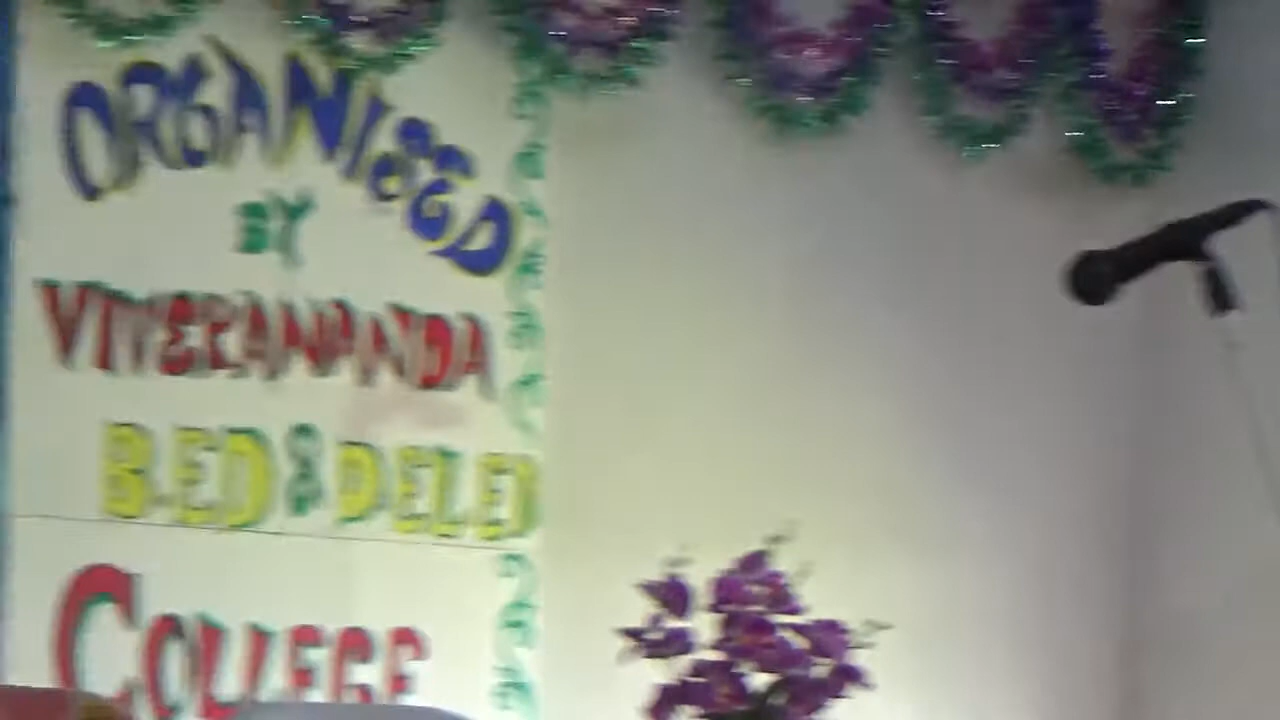 ORGANISED
BY
VIVEKANANDA
B.ED & D.EL.ED
COLLEGE